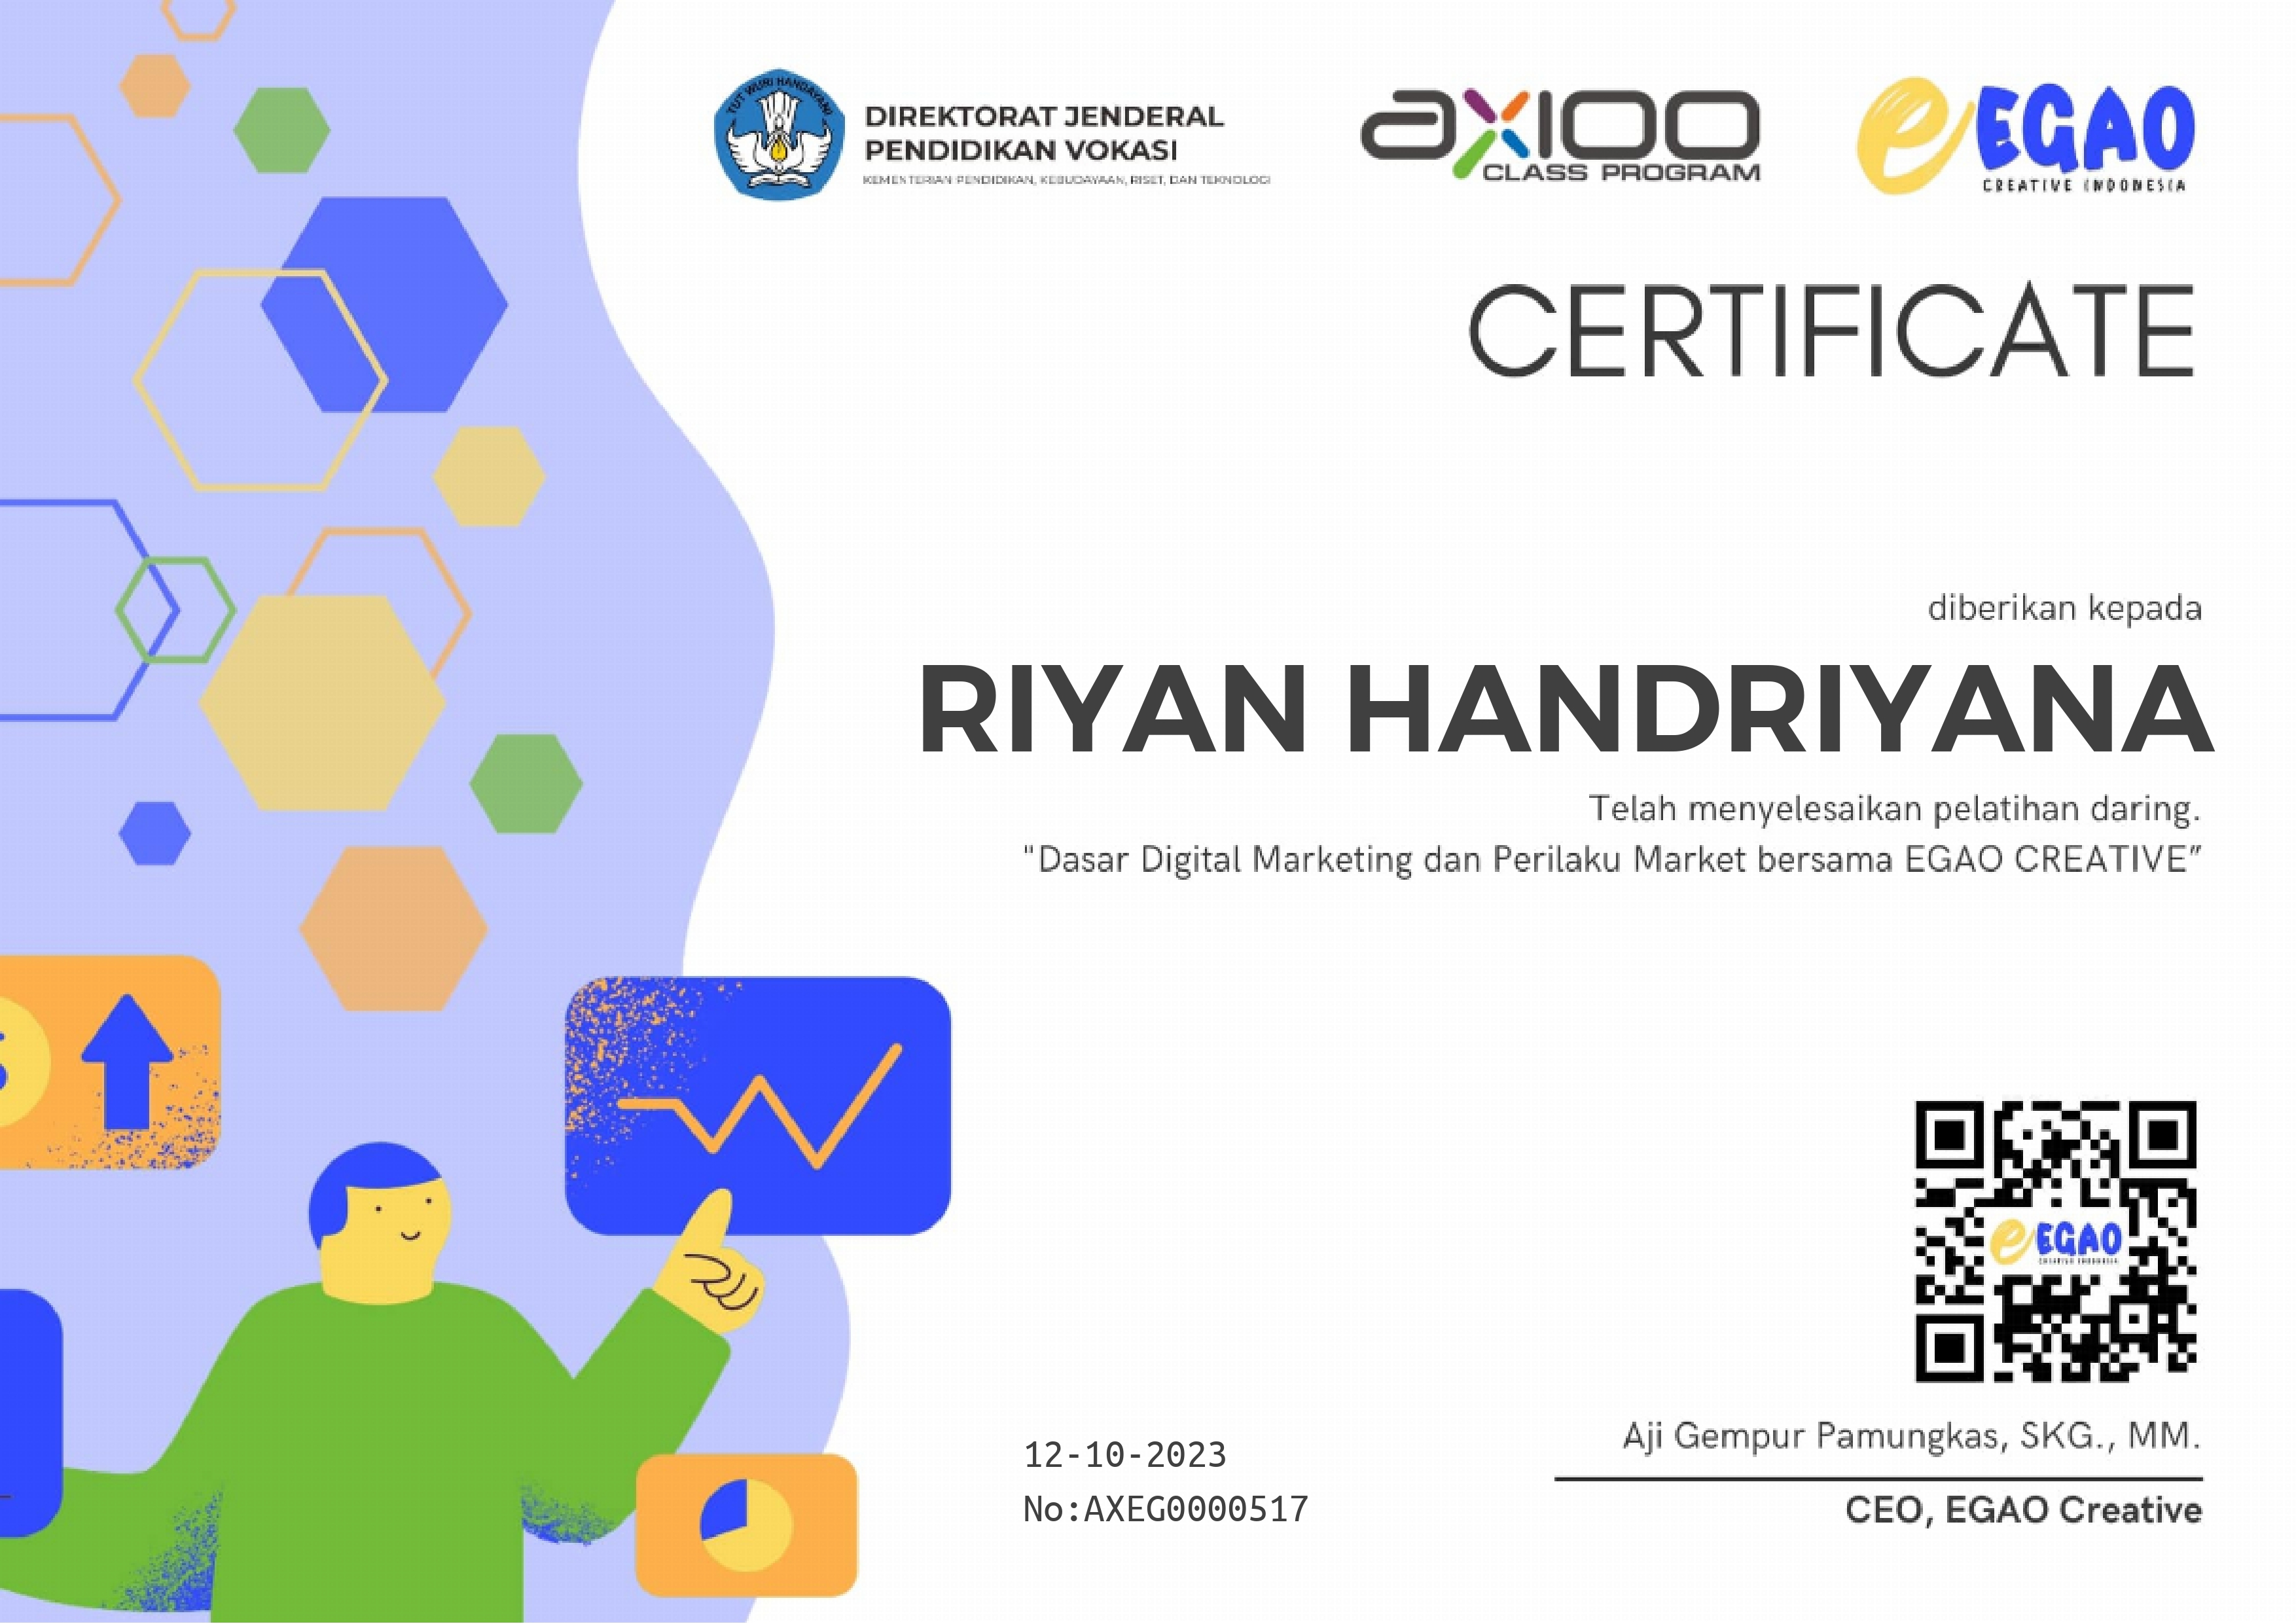 TUT WURI HANDAYANI
DIREKTORAT JENDERAL
PENDIDIKAN VOKASI
KEMENTERIAN PENDIDIKAN, KEBUDAYAAN, RISET, DAN TEKNOLOGI
axioo
CLASS PROGRAM
e EGAO
CREATIVE INDONESIA
CERTIFICATE
diberikan kepada
RIYAN HANDRIYANA
Telah menyelesaikan pelatihan daring.
"Dasar Digital Marketing dan Perilaku Market bersama EGAO CREATIVE”
e EGAO
CREATIVE INDONESIA
Aji Gempur Pamungkas, SKG., MM.
CEO, EGAO Creative
12-10-2023
No:AXEG0000517